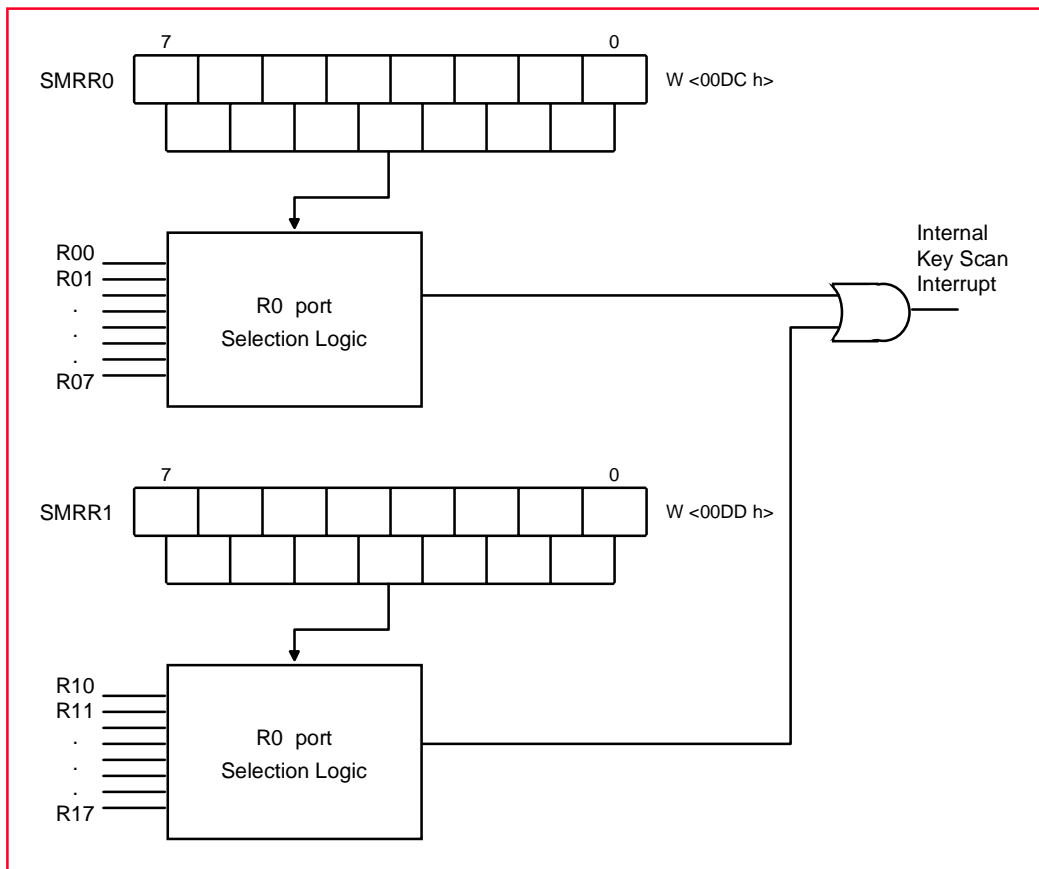 7 0
SMRR0 W <00DC h>
R00
R01
.
.
.
R07
R0 port
Selection Logic
Internal
Key Scan
Interrupt
7 0
SMRR1 W <00DD h>
R10
R11
.
.
.
R17
R0 port
Selection Logic